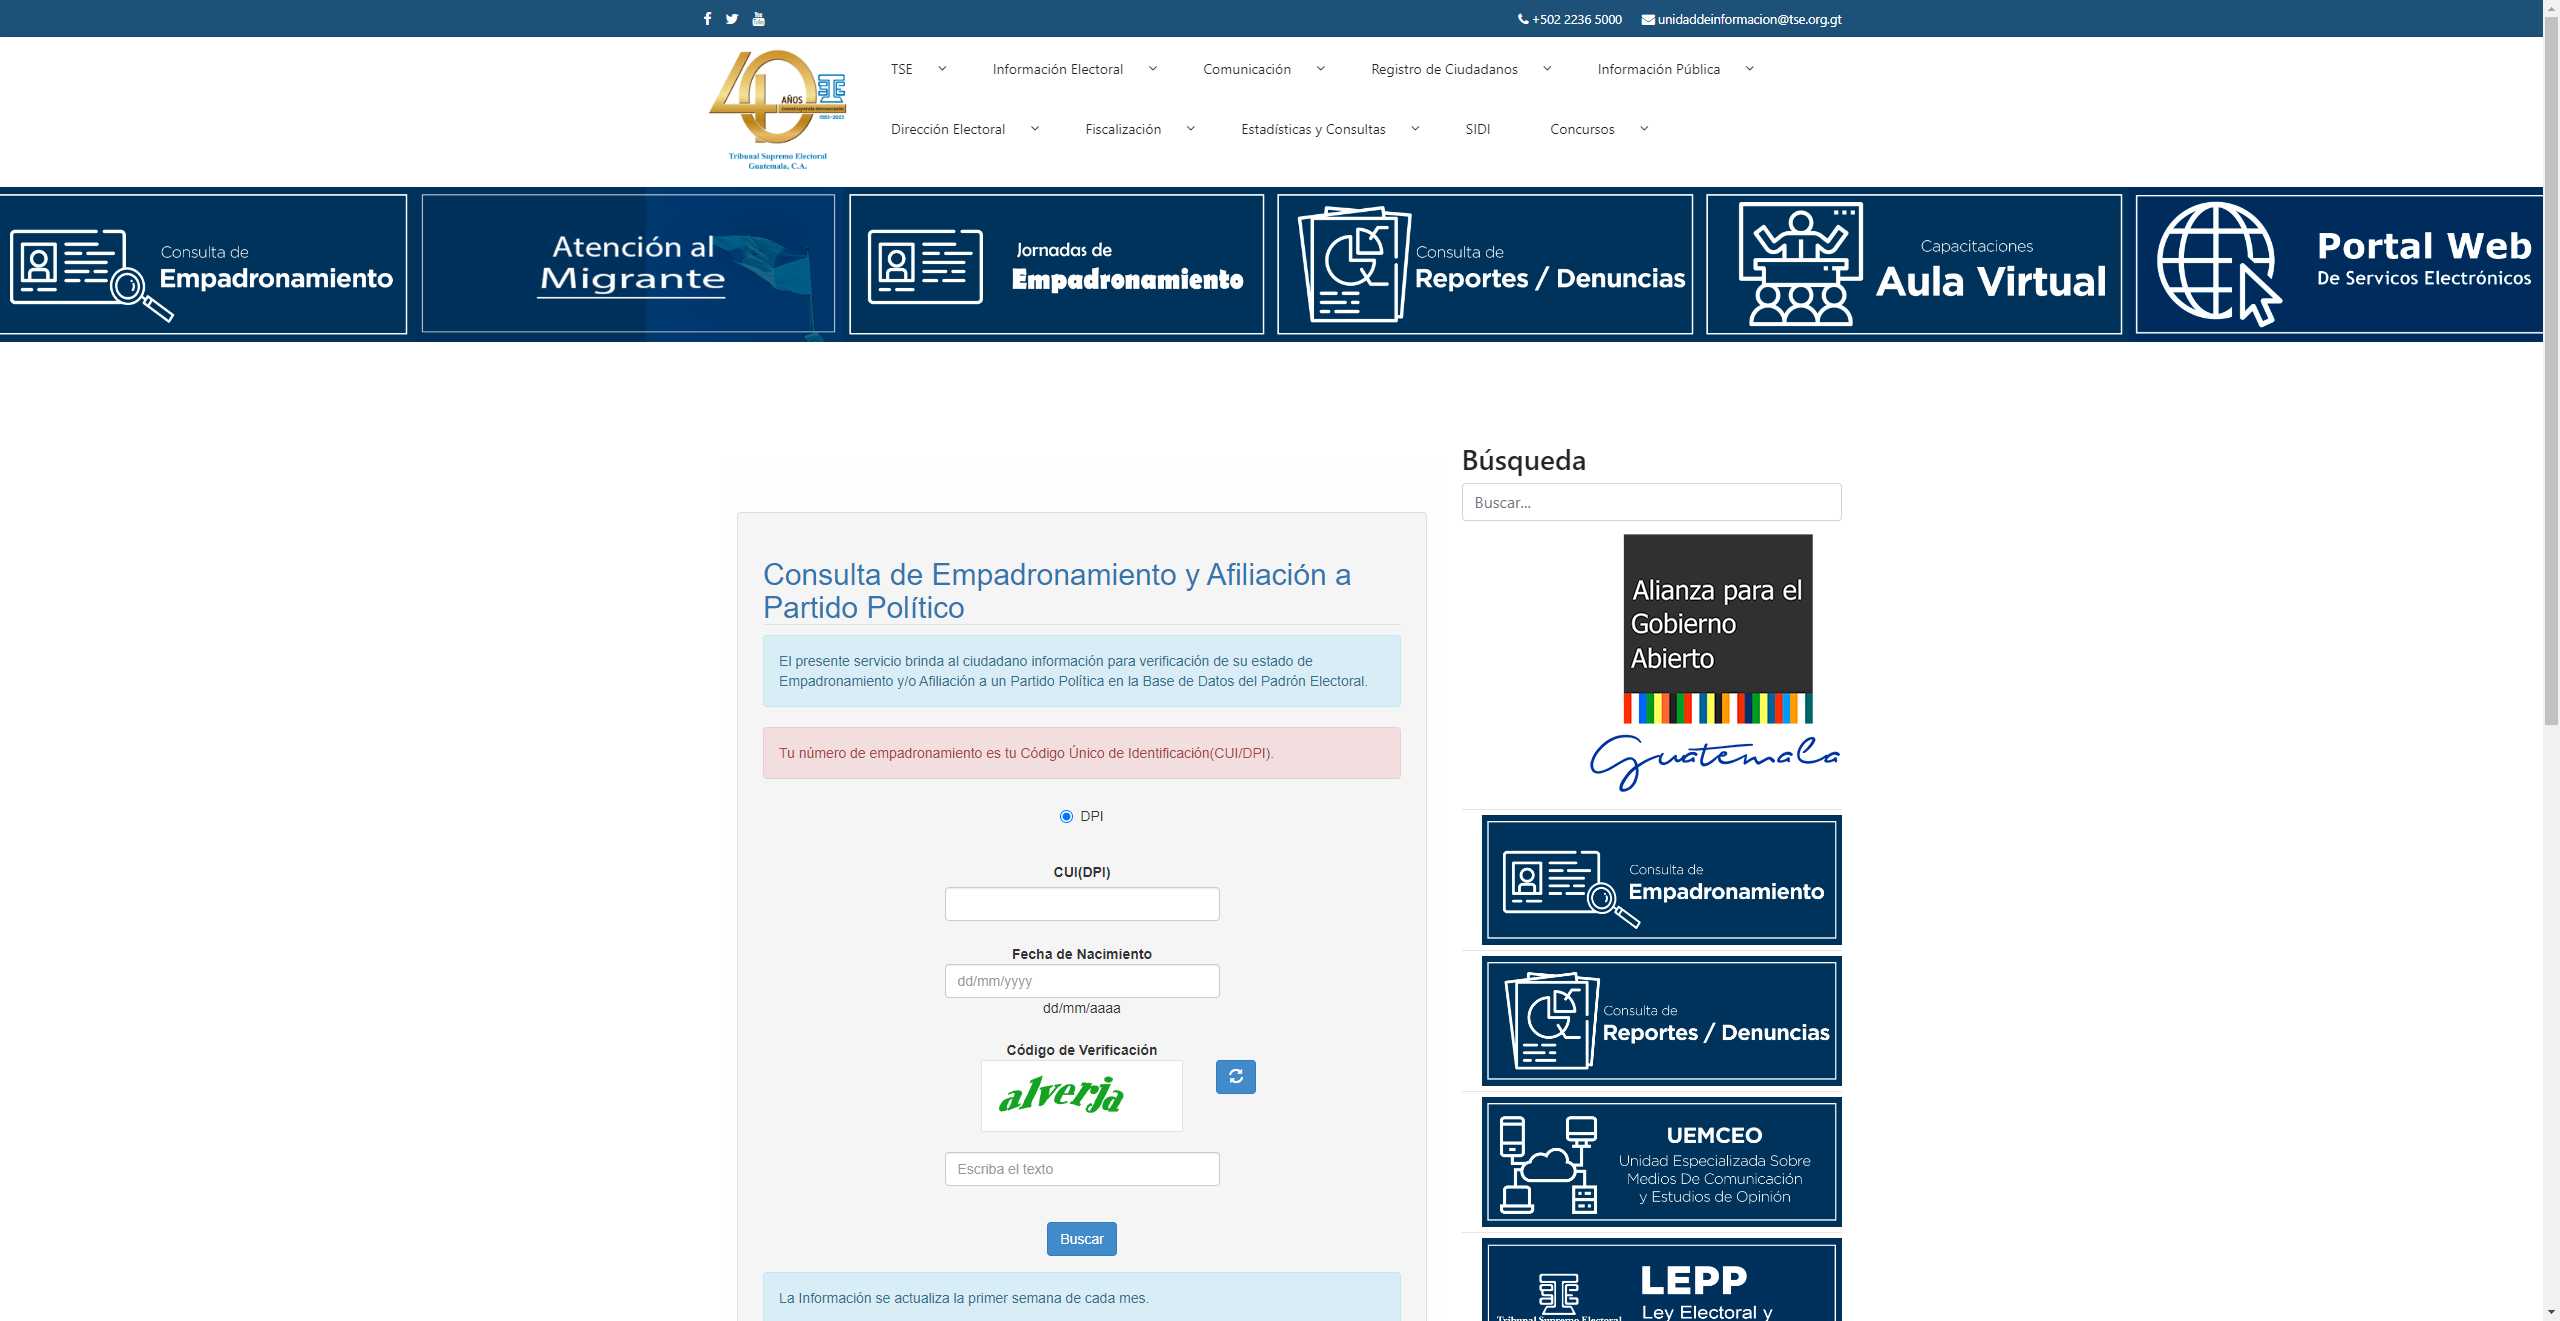 +502 2236 5000 unidaddeinformacion@tse.org.gt
AÑOS
Tribunal Supremo Electoral
Guatemala, C.A.
TSE Información Electoral Comunicación Registro de Ciudadanos Información Pública
Dirección Electoral Fiscalización Estadísticas y Consultas SIDI Concursos
Consulta de
Empadronamiento
Atención al
Migrante
Jornadas de
Empadronamiento
Consulta de
Reportes / Denuncias
Capacitaciones
Aula Virtual
Portal Web
De Servicos Electrónicos
Consulta de Empadronamiento y Afiliación a
Partido Político
El presente servicio brinda al ciudadano información para verificación de su estado de
Empadronamiento y/o Afiliación a un Partido Política en la Base de Datos del Padrón Electoral.
Tu número de empadronamiento es tu Código Único de Identificación(CUI/DPI).
DPI
CUI(DPI)
Fecha de Nacimiento
dd/mm/yyyy
dd/mm/aaaa
Código de Verificación
alverja
Escriba el texto
Buscar
La Información se actualiza la primer semana de cada mes.
Búsqueda
Buscar...
Alianza para el
Gobierno
Abierto
Guatemala
Consulta de
Empadronamiento
Consulta de
Reportes / Denuncias
UEMCEO
Unidad Especializada Sobre
Medios De Comunicación
y Estudios de Opinión
LEPP
Ley Electoral y
Tribunal Supremo Electoral